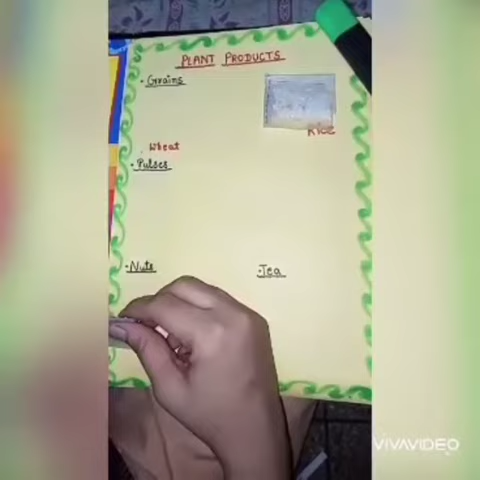 PLANT PRODUCTS
· Grains
Rice
Wheat
· Pulses
· Nuts
· Tea
VIVAVIDEO